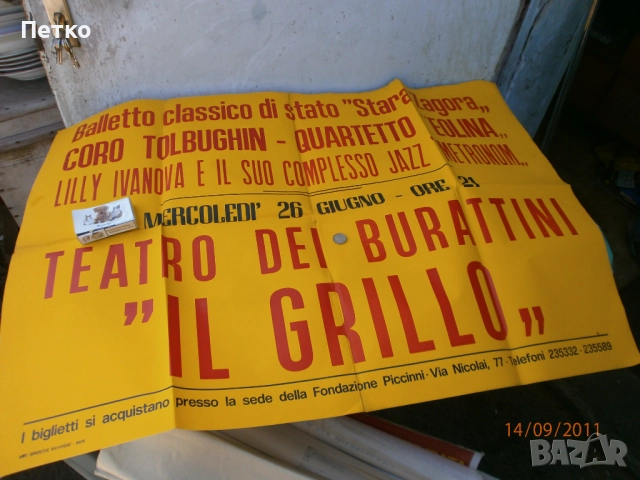 Петко
Balletto classico di stato "Stara Zagora„
CORO TOLBUGHIN - QUARTETTO EOLINA„
LILLY IVANOVA E IL SUO COMPLESSO JAZZ METRONOM„
MERCOLEDI' 26 GIUGNO - ORE 21
TEATRO DEI BURATTINI
„IL GRILLO„
I biglietti si acquistano presso la sede della Fondazione Piccinni - Via Nicolai, 77 - Telefoni 235332 - 235589
14/09/2011
BAZAR